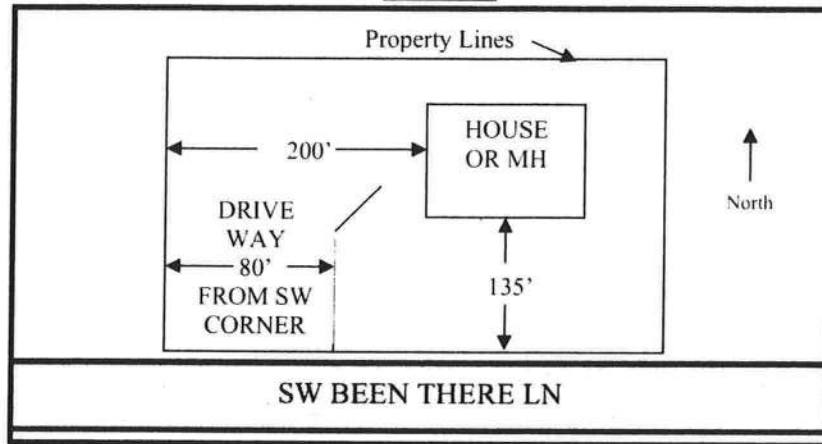 Property Lines
HOUSE
OR MH
200'
North
DRIVE
WAY
80'
FROM SW
CORNER
135'
SW BEEN THERE LN